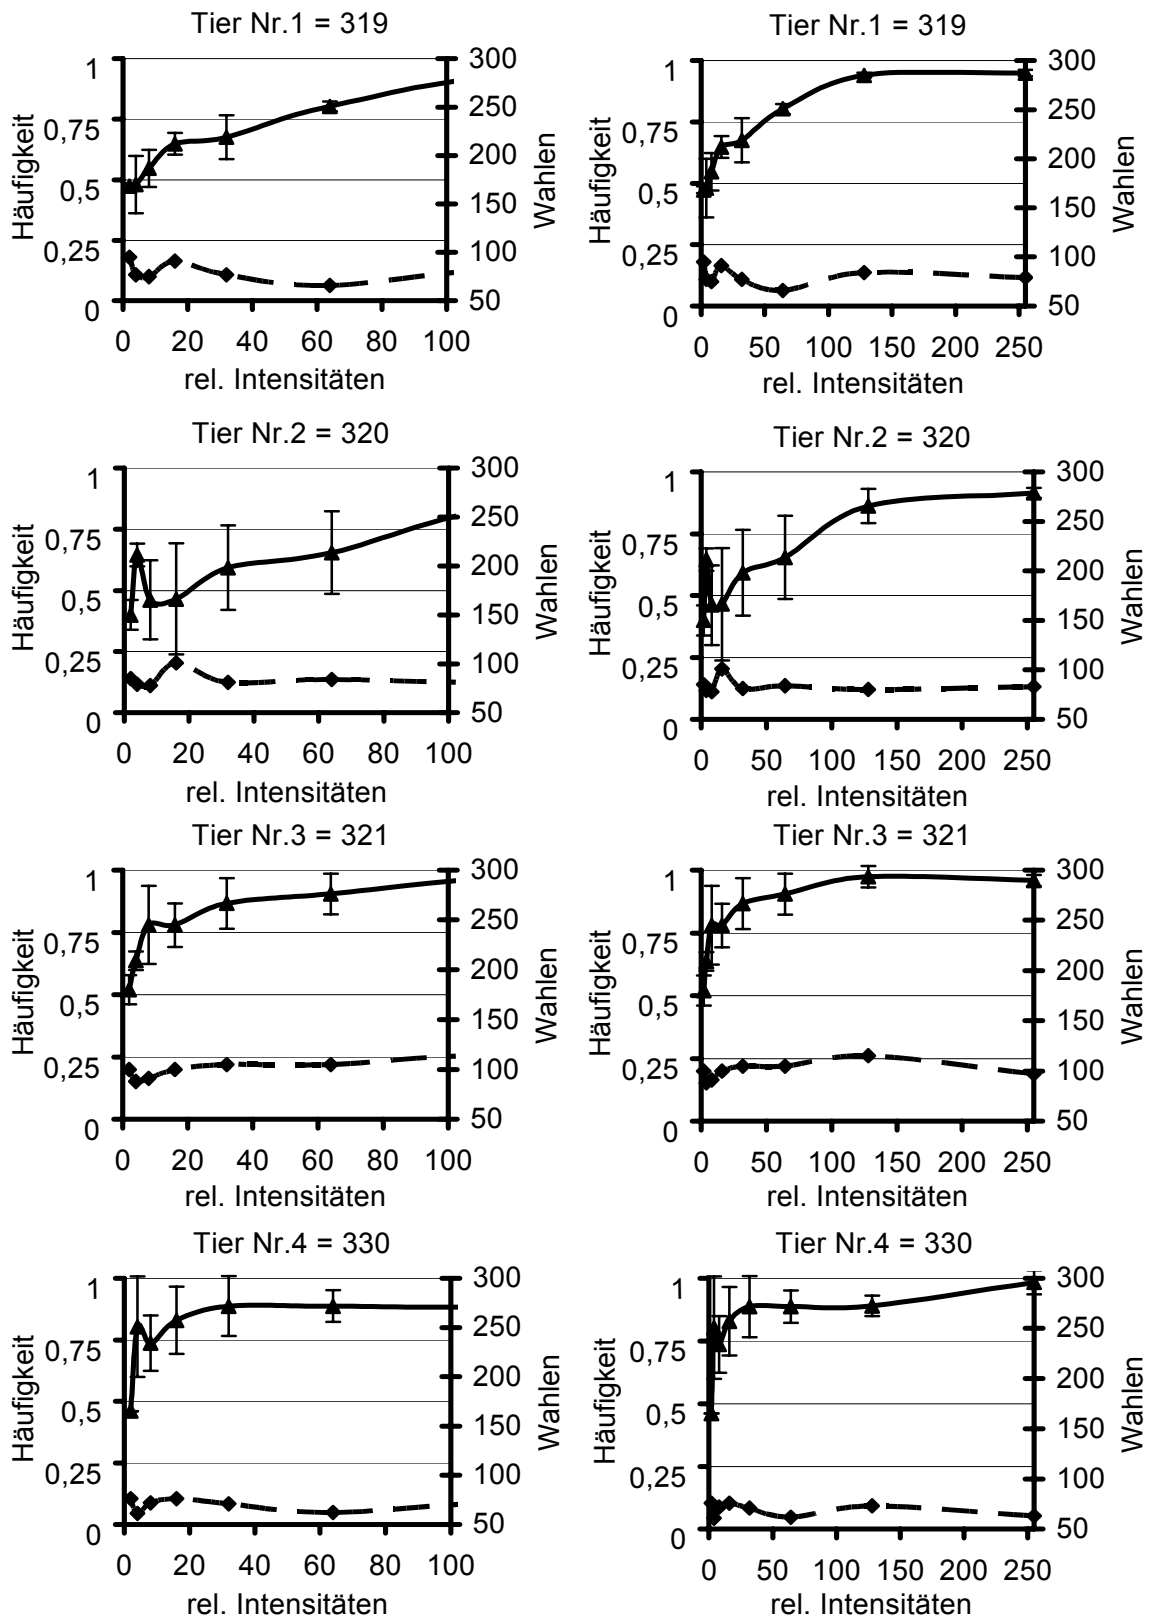 Tier Nr.1 = 319
1
0,75
0,5
0,25
0
300
250
200
150
100
50
Häufigkeit
Wahlen
0 20 40 60 80 100
rel. Intensitäten
Tier Nr.1 = 319
1
0,75
0,5
0,25
0
300
250
200
150
100
50
Häufigkeit
Wahlen
0 50 100 150 200 250
rel. Intensitäten
Tier Nr.2 = 320
1
0,75
0,5
0,25
0
300
250
200
150
100
50
Häufigkeit
Wahlen
0 20 40 60 80 100
rel. Intensitäten
Tier Nr.2 = 320
1
0,75
0,5
0,25
0
300
250
200
150
100
50
Häufigkeit
Wahlen
0 50 100 150 200 250
rel. Intensitäten
Tier Nr.3 = 321
1
0,75
0,5
0,25
0
300
250
200
150
100
50
Häufigkeit
Wahlen
0 20 40 60 80 100
rel. Intensitäten
Tier Nr.3 = 321
1
0,75
0,5
0,25
0
300
250
200
150
100
50
Häufigkeit
Wahlen
0 50 100 150 200 250
rel. Intensitäten
Tier Nr.4 = 330
1
0,75
0,5
0,25
0
300
250
200
150
100
50
Häufigkeit
Wahlen
0 20 40 60 80 100
rel. Intensitäten
Tier Nr.4 = 330
1
0,75
0,5
0,25
0
300
250
200
150
100
50
Häufigkeit
Wahlen
0 50 100 150 200 250
rel. Intensitäten